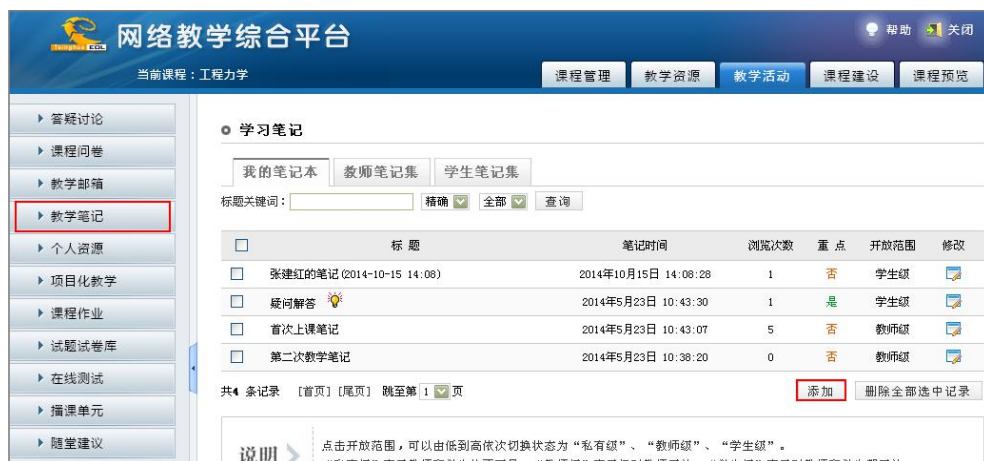 Tsinghua EOL
网络教学综合平台
帮助 关闭
当前课程：工程力学
课程管理 教学资源 教学活动 课程建设 课程预览
答疑讨论
课程问卷
教学邮箱
教学笔记
个人资源
项目化教学
课程作业
试题试卷库
在线测试
播课单元
随堂建议
学习笔记
我的笔记本 教师笔记集 学生笔记集
标题关键词： 精确 全部 查询
标 题 笔记时间 浏览次数 重 点 开放范围 修改
张建红的笔记(2014-10-15 14:08) 2014年10月15日 14:08:28 1 否 学生级
疑问解答 2014年5月23日 10:43:30 1 是 学生级
首次上课笔记 2014年5月23日 10:43:07 5 否 教师级
第二次教学笔记 2014年5月23日 10:38:20 0 否 教师级
共4 条记录 [首页] [尾页] 跳至第 1 页
添加 删除全部选中记录
说明
点击开放范围，可以由低到高依次切换状态为“私有级”、“教师级”、“学生级”。